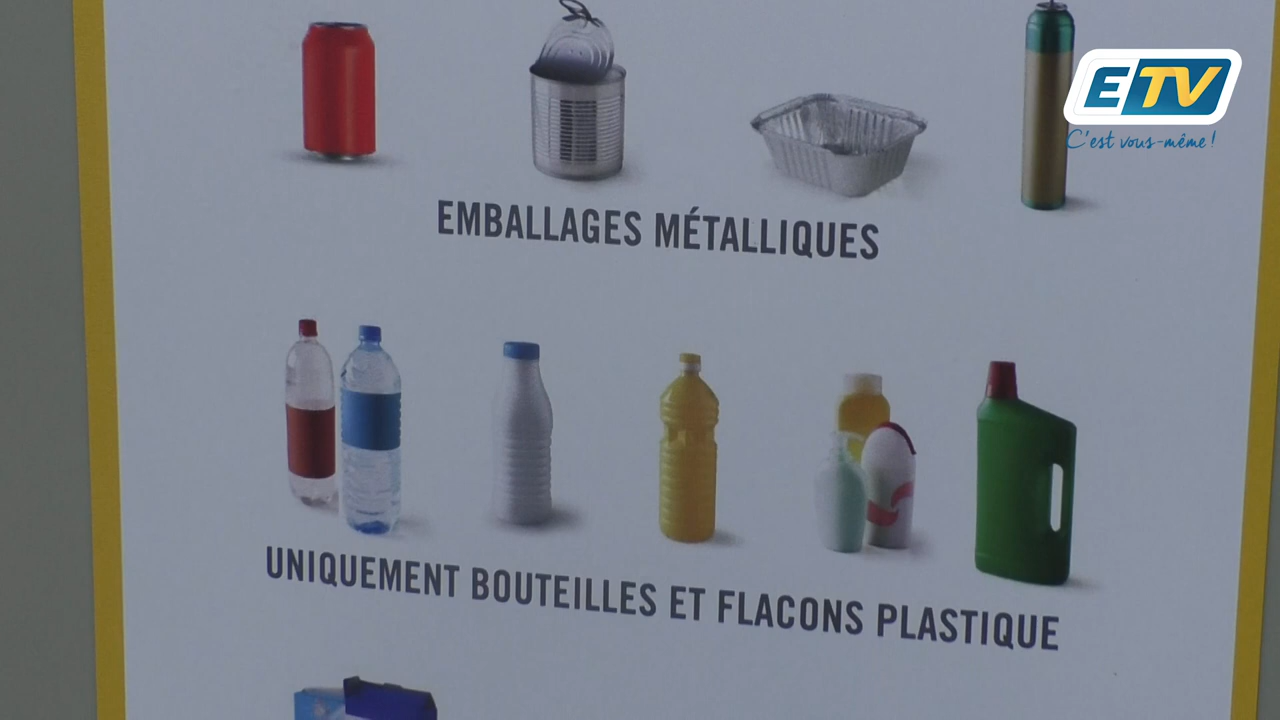 ETV
C'est vous-même !
EMBALLAGES MÉTALLIQUES
UNIQUEMENT BOUTEILLES ET FLACONS PLASTIQUE